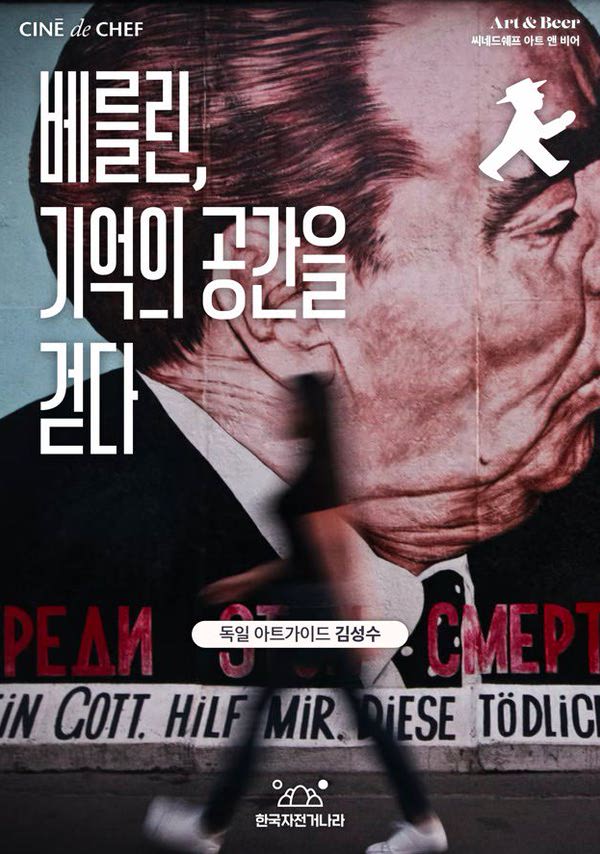 CINĒ de CHEF
Art & Beer
씨네드쉐프 아트 앤 비어
베를린,
기억의 공간을
걷다
독일 아트가이드 김성수
СМЕРТ
GOTT. HILF MIR. DIESE TÖDLICH
한국자전거나라